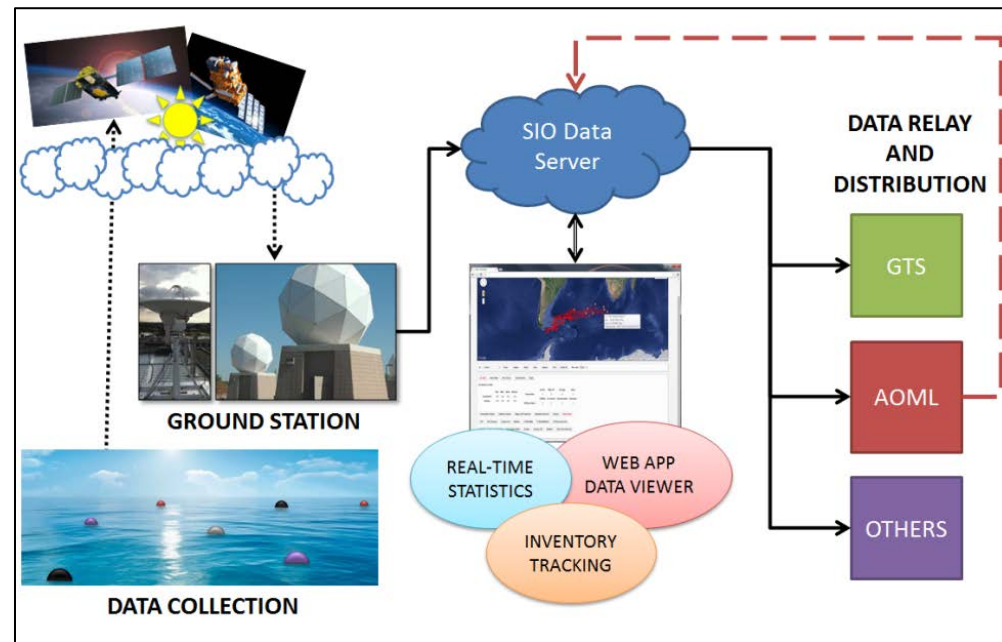 SIO Data
Server
DATA RELAY
AND
DISTRIBUTION
GTS
GROUND STATION
AOML
REAL-TIME
STATISTICS
WEB APP
DATA VIEWER
INVENTORY
TRACKING
OTHERS
DATA COLLECTION